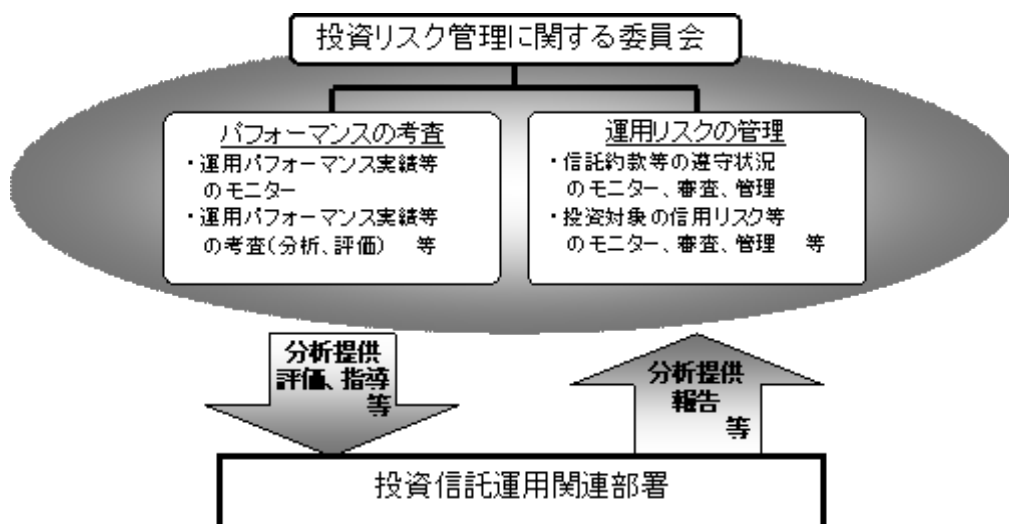 投資リスク管理に関する委員会
パフォーマンスの考査
・運用パフォーマンス実績等
のモニター
・運用パフォーマンス実績等
の考査(分析、評価) 等
運用リスクの管理
・信託約款等の遵守状況
のモニター、審査、管理
・投資対象の信用リスク等
のモニター、審査、管理 等
分析提供
評価、指導
等
分析提供
報告
等
投資信託運用関連部署